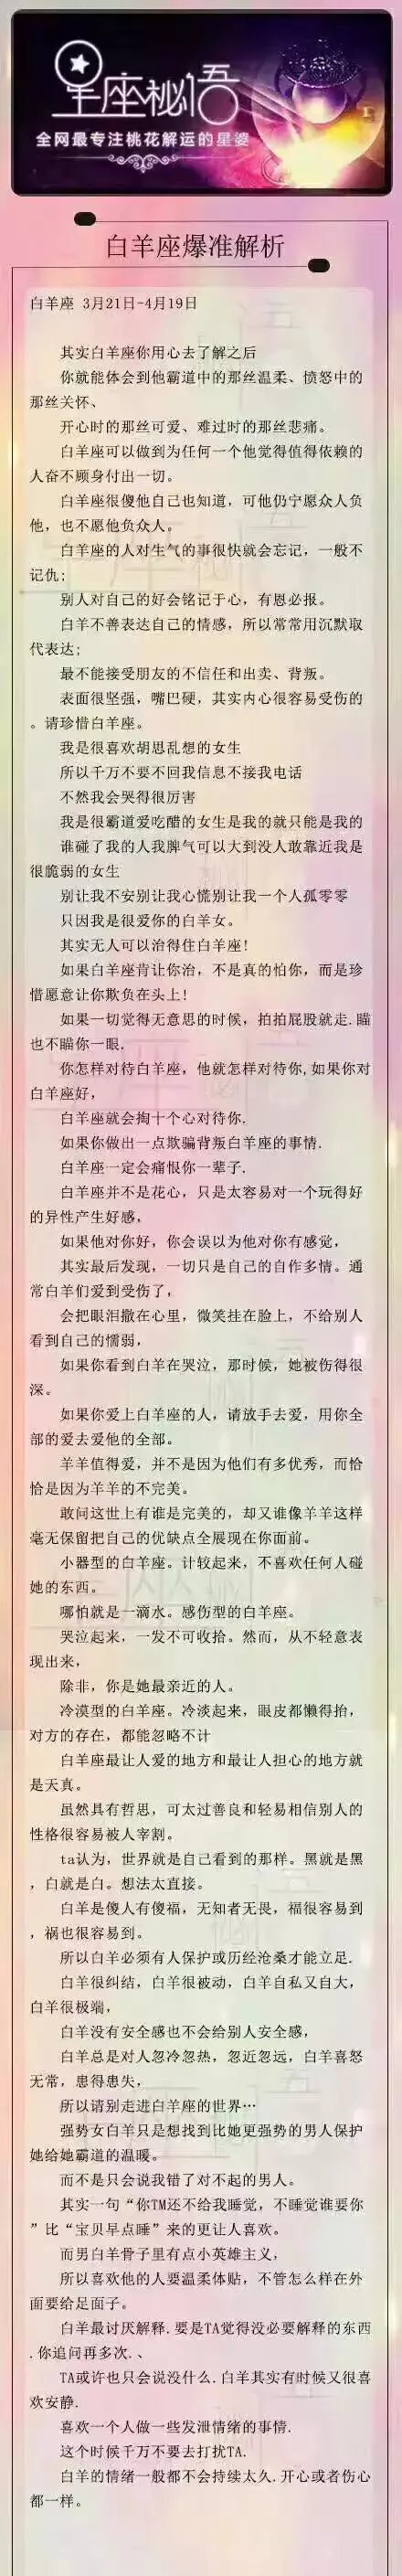 星座秘悟
全网最专注桃花解运的星婆
白羊座爆准解析
白羊座 3月21日-4月19日
其实白羊座你用心去了解之后
你就能体会到他霸道中的那丝温柔、愤怒中的
那丝关怀、
开心时的那丝可爱、难过时的那丝悲痛。
白羊座可以做到为任何一个他觉得值得依赖的
人奋不顾身付出一切。
白羊座很傻他自己也知道，可他仍宁愿众人负
他，也不愿他负众人。
白羊座的人对生气的事很快就会忘记，一般不
记仇;
别人对自己的好会铭记于心，有恩必报。
白羊不善表达自己的情感，所以常常用沉默取
代表达;
最不能接受朋友的不信任和出卖、背叛。
表面很坚强，嘴巴硬，其实内心很容易受伤的
。请珍惜白羊座。
我是很喜欢胡思乱想的女生
所以千万不要不回我信息不接我电话
不然我会哭得很厉害
我是很霸道爱吃醋的女生是我的就只能是我的
谁碰了我的人我脾气可以大到没人敢靠近我是
很脆弱的女生
别让我不安别让我心慌别让我一个人孤零零
只因我是很爱你的白羊女。
其实无人可以治得住白羊座!
如果白羊座肯让你治，不是真的怕你，而是珍
惜愿意让你欺负在头上!
如果一切觉得无意思的时候，拍拍屁股就走.瞄
也不瞄你一眼.
你怎样对待白羊座，他就怎样对待你,如果你对
白羊座好，
白羊座就会掏十个心对待你.
如果你做出一点欺骗背叛白羊座的事情.
白羊座一定会痛恨你一辈子.
白羊座并不是花心，只是太容易对一个玩得好
的异性产生好感，
如果他对你好，你会误以为他对你有感觉，
其实最后发现，一切只是自己的自作多情。通
常白羊们爱到受伤了，
会把眼泪撒在心里，微笑挂在脸上，不给别人
看到自己的懦弱，
如果你看到白羊在哭泣，那时候，她被伤得很
深。
如果你爱上白羊座的人，请放手去爱，用你全
部的爱去爱他的全部。
羊羊值得爱，并不是因为他们有多优秀，而恰
恰是因为羊羊的不完美。
敢问这世上有谁是完美的，却又谁像羊羊这样
毫无保留把自己的优缺点全展现在你面前。
小器型的白羊座。计较起来，不喜欢任何人碰
她的东西。
哪怕就是一滴水。感伤型的白羊座。
哭泣起来，一发不可收拾。然而，从不轻意表
现出来，
除非，你是她最亲近的人。
冷漠型的白羊座。冷淡起来，眼皮都懒得抬，
对方的存在，都能忽略不计
白羊座最让人爱的地方和最让人担心的地方就
是天真。
虽然具有哲思，可太过善良和轻易相信别人的
性格很容易被人宰割。
ta认为，世界就是自己看到的那样。黑就是黑
，白就是白。想法太直接。
白羊是傻人有傻福，无知者无畏，福很容易到
，祸也很容易到。
所以白羊必须有人保护或历经沧桑才能立足.
白羊很纠结，白羊很被动，白羊自私又自大，
白羊很极端，
白羊没有安全感也不会给别人安全感，
白羊总是对人忽冷忽热，忽近忽远，白羊喜怒
无常，患得患失，
所以请别走进白羊座的世界…
强势女白羊只是想找到比她更强势的男人保护
她给她霸道的温暖。
而不是只会说我错了对不起的男人。
其实一句“你TM还不给我睡觉，不睡觉谁要你
”比“宝贝早点睡”来的更让人喜欢。
而男白羊骨子里有点小英雄主义，
所以喜欢他的人要温柔体贴，不管怎么样在外
面要给足面子。
白羊最讨厌解释.要是TA觉得没必要解释的东西
.你追问再多次.、
TA或许也只会说没什么.白羊其实有时候又很喜
欢安静.
喜欢一个人做一些发泄情绪的事情.
这个时候千万不要去打扰TA.
白羊的情绪一般都不会持续太久.开心或者伤心
都一样。